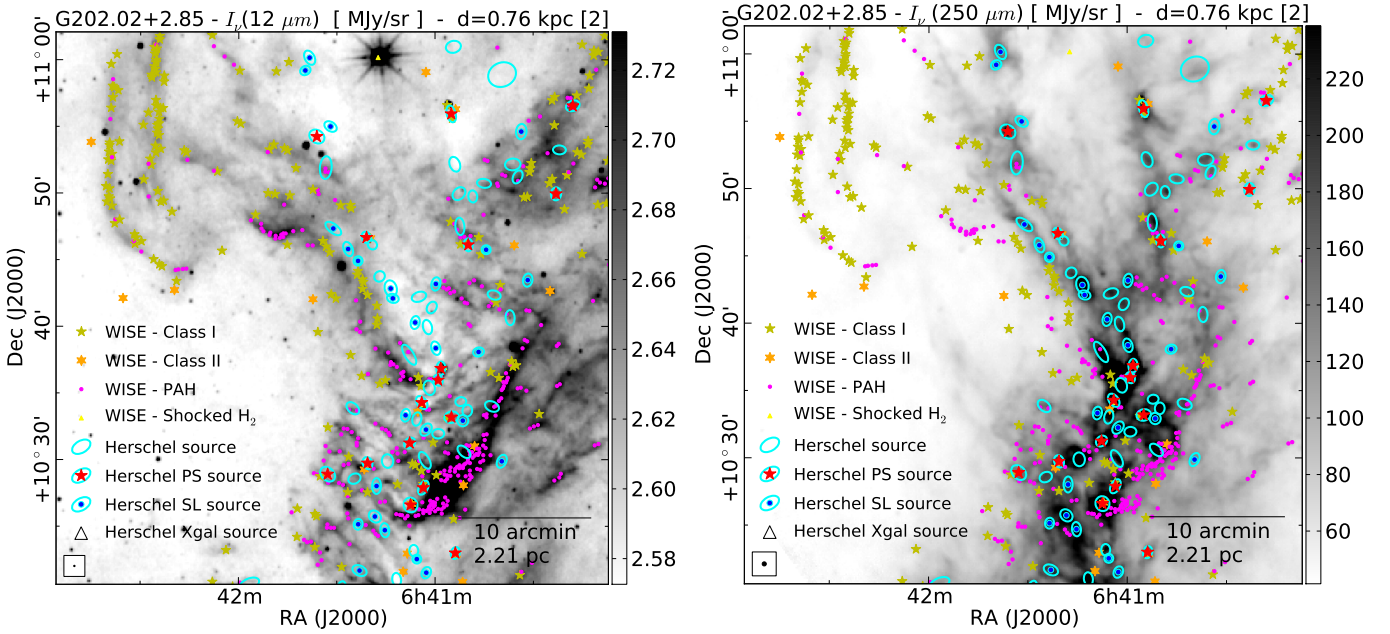 G202.02+2.85 - Iν(12 μm) [ MJy/sr ] - d=0.76 kpc [2]
+11°00'
50'
40'
+10°30'
Dec (J2000)
WISE - Class I
WISE - Class II
WISE - PAH
WISE - Shocked H2
Herschel source
Herschel PS source
Herschel SL source
Herschel Xgal source
10 arcmin
2.21 pc
42m
6h41m
RA (J2000)
2.72
2.70
2.68
2.66
2.64
2.62
2.60
2.58
G202.02+2.85 - Iν(250 μm) [ MJy/sr ] - d=0.76 kpc [2]
+11°00'
50'
40'
+10°30'
Dec (J2000)
WISE - Class I
WISE - Class II
WISE - PAH
WISE - Shocked H2
Herschel source
Herschel PS source
Herschel SL source
Herschel Xgal source
10 arcmin
2.21 pc
42m
6h41m
RA (J2000)
220
200
180
160
140
120
100
80
60